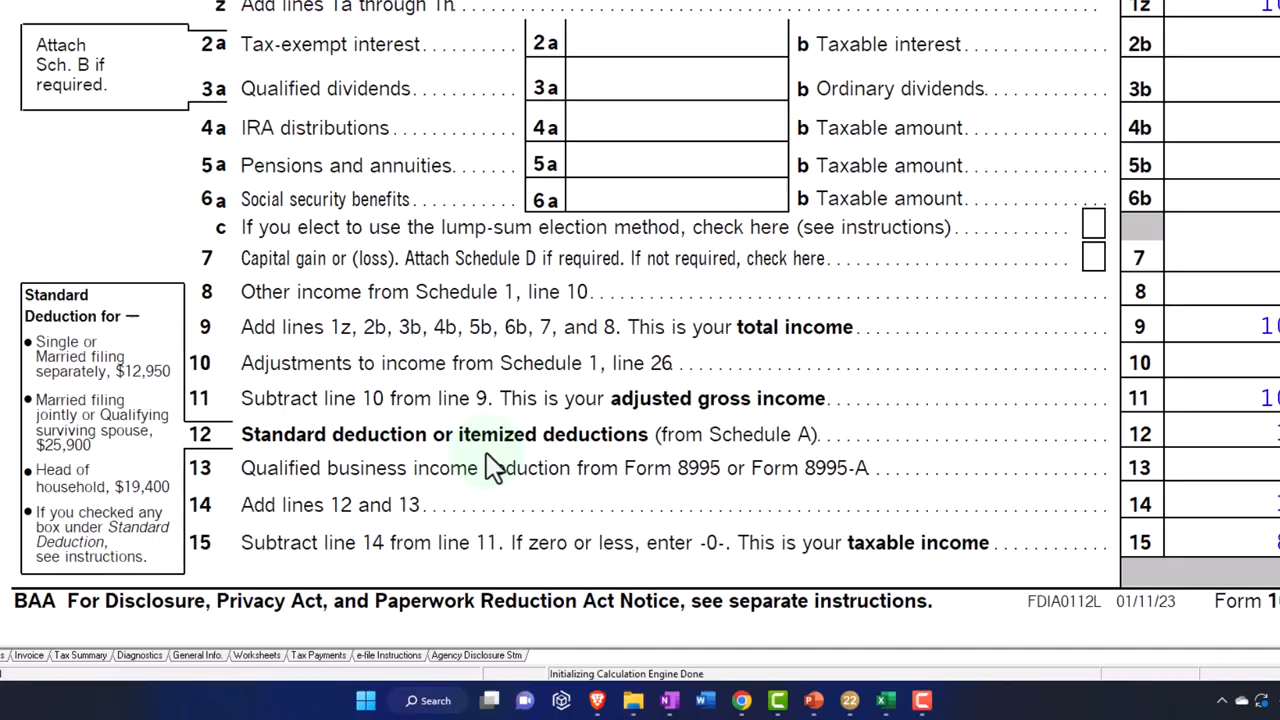 z Add lines 1a through 1h 1z
Attach
Sch. B if
required.
2a Tax-exempt interest 2a b Taxable interest 2b
3a Qualified dividends 3a b Ordinary dividends 3b
4a IRA distributions 4a b Taxable amount 4b
5a Pensions and annuities 5a b Taxable amount 5b
6a Social security benefits 6a b Taxable amount 6b
c If you elect to use the lump-sum election method, check here (see instructions)
7 Capital gain or (loss). Attach Schedule D if required. If not required, check here 7
8 Other income from Schedule 1, line 10 8
9 Add lines 1z, 2b, 3b, 4b, 5b, 6b, 7, and 8. This is your total income 9 10
10 Adjustments to income from Schedule 1, line 26 10
11 Subtract line 10 from line 9. This is your adjusted gross income 11 10
12 Standard deduction or itemized deductions (from Schedule A) 12 1
13 Qualified business income deduction from Form 8995 or Form 8995-A 13
14 Add lines 12 and 13 14 1
15 Subtract line 14 from line 11. If zero or less, enter -0-. This is your taxable income 15 8
Standard
Deduction for —
• Single or
Married filing
separately, $12,950
• Married filing
jointly or Qualifying
surviving spouse,
$25,900
• Head of
household, $19,400
• If you checked any
box under Standard
Deduction,
see instructions.
BAA For Disclosure, Privacy Act, and Paperwork Reduction Act Notice, see separate instructions. FDIA0112L 01/11/23 Form 10
Invoice Tax Summary Diagnostics General Info. Worksheets Tax Payments e-file Instructions Agency Disclosure Stm
Initializing Calculation Engine Done
Search 22